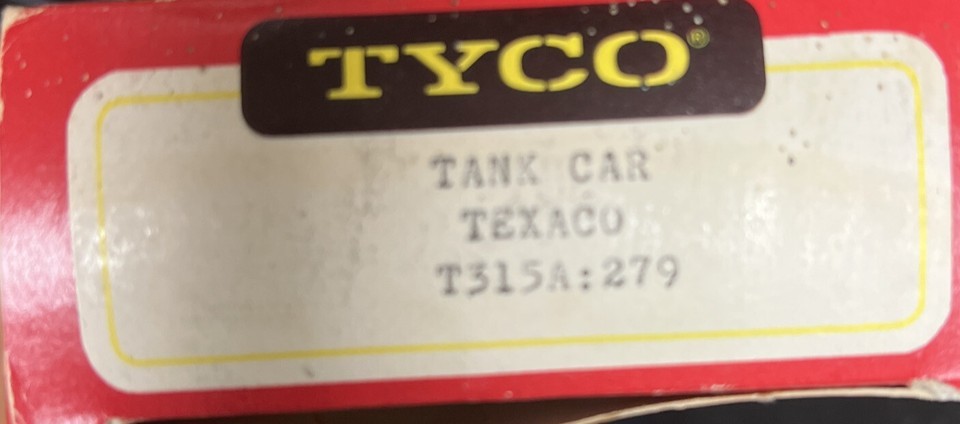 TYCO®
TANK CAR
TEXACO
T315A:279